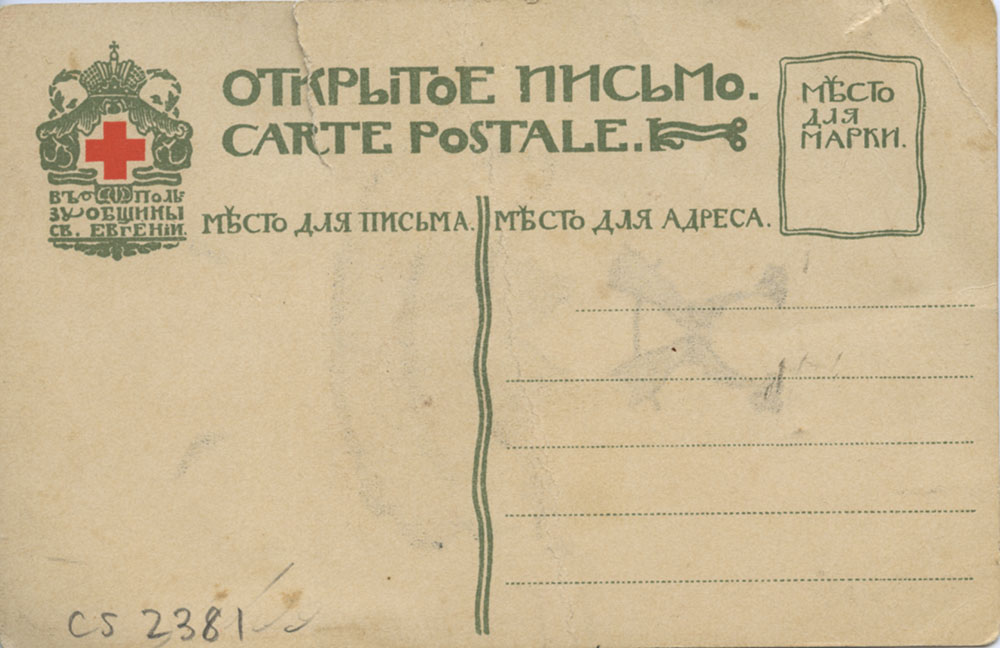 ОТКРЫТОЕ ПИСЬМО.
CARTE POSTALE.
МѢСТО
ДЛЯ
МАРКИ.
ВЪ ПОЛЬ
ЗУ ОБЩИНЫ
СВ. ЕВГЕНІИ.
МѢСТО ДЛЯ ПИСЬМА.
МѢСТО ДЛЯ АДРЕСА.
CS 2381